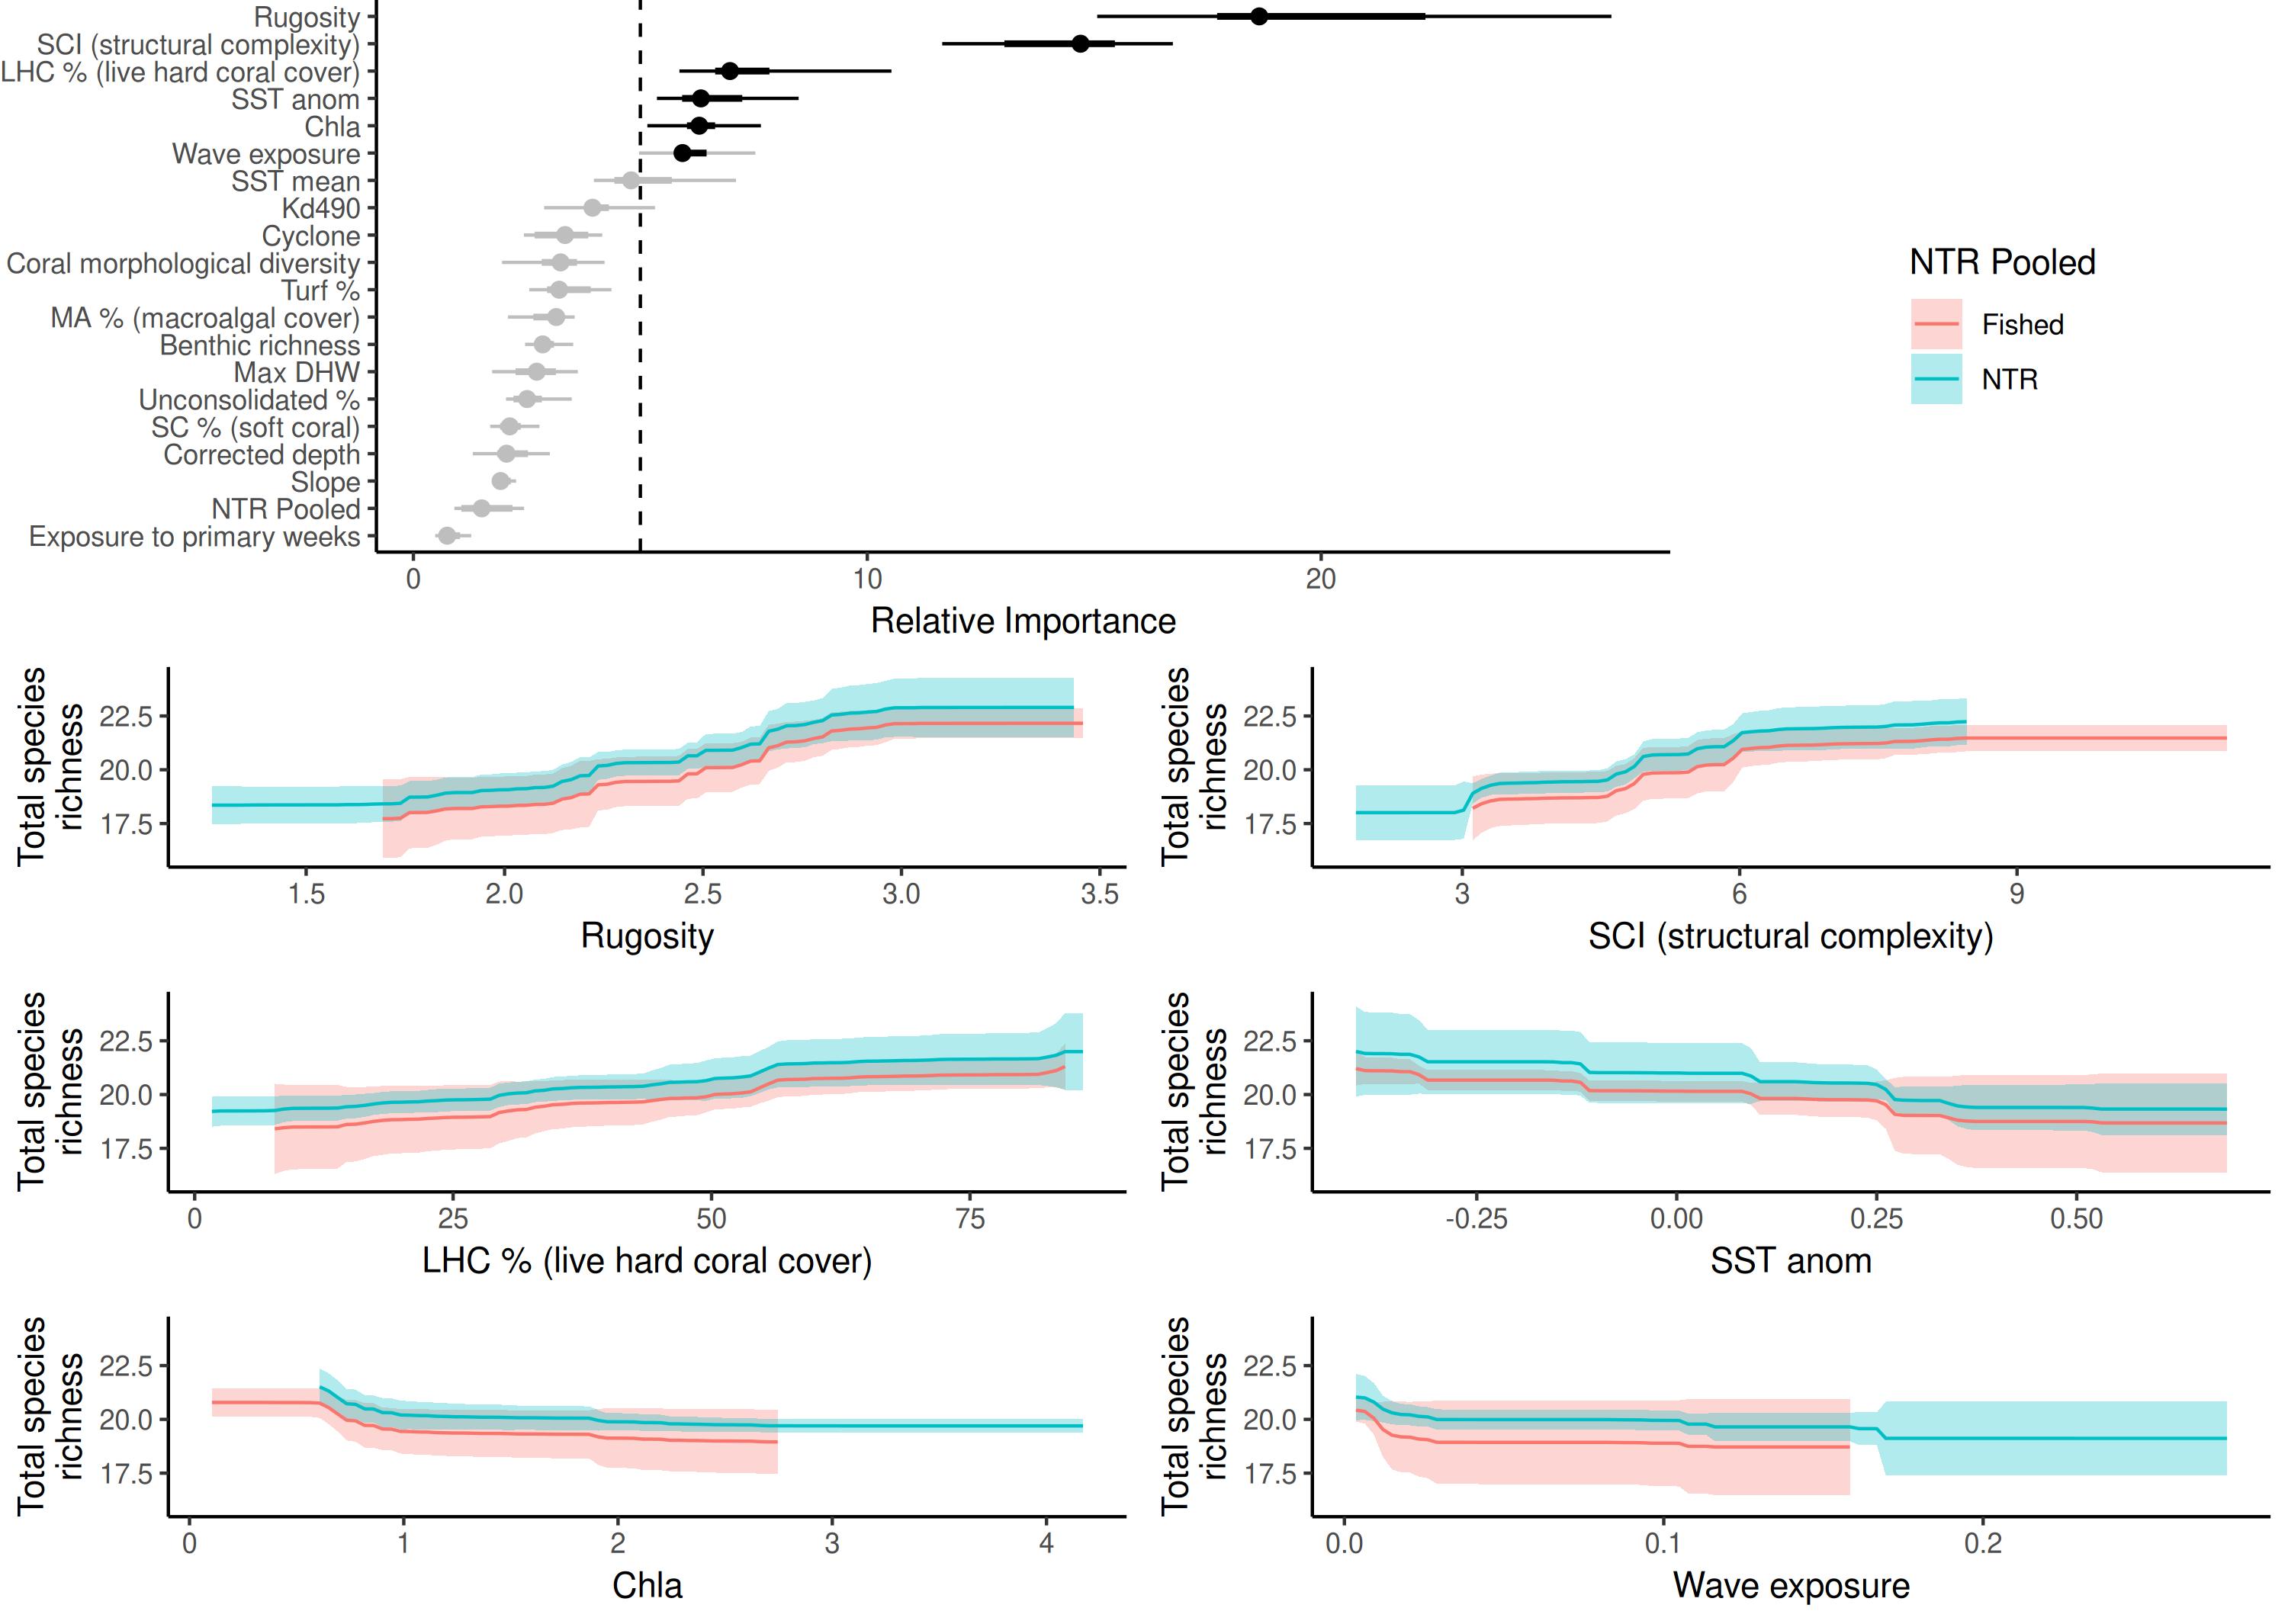 Rugosity
SCI (structural complexity)
LHC % (live hard coral cover)
SST anom
Chla
Wave exposure
SST mean
Kd490
Cyclone
Coral morphological diversity
Turf %
MA % (macroalgal cover)
Benthic richness
Max DHW
Unconsolidated %
SC % (soft coral)
Corrected depth
Slope
NTR Pooled
Exposure to primary weeks
0 10 20
Relative Importance
NTR Pooled
Fished
NTR
Total species
richness
22.5
20.0
17.5
1.5 2.0 2.5 3.0 3.5
Rugosity
Total species
richness
22.5
20.0
17.5
3 6 9
SCI (structural complexity)
Total species
richness
22.5
20.0
17.5
0 25 50 75
LHC % (live hard coral cover)
Total species
richness
22.5
20.0
17.5
-0.25 0.00 0.25 0.50
SST anom
Total species
richness
22.5
20.0
17.5
0 1 2 3 4
Chla
Total species
richness
22.5
20.0
17.5
0.0 0.1 0.2
Wave exposure